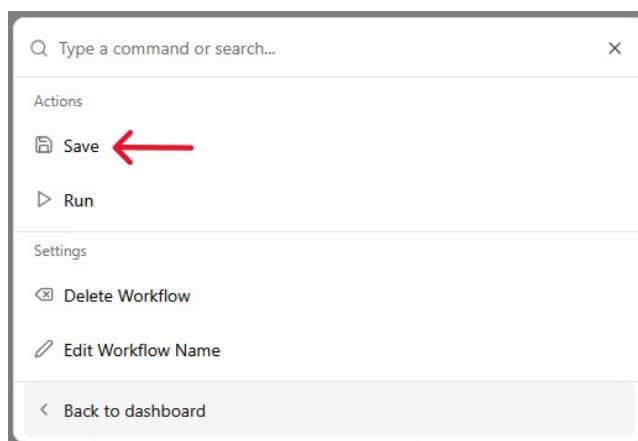 Type a command or search...
Actions
Save
Run
Settings
Delete Workflow
Edit Workflow Name
Back to dashboard